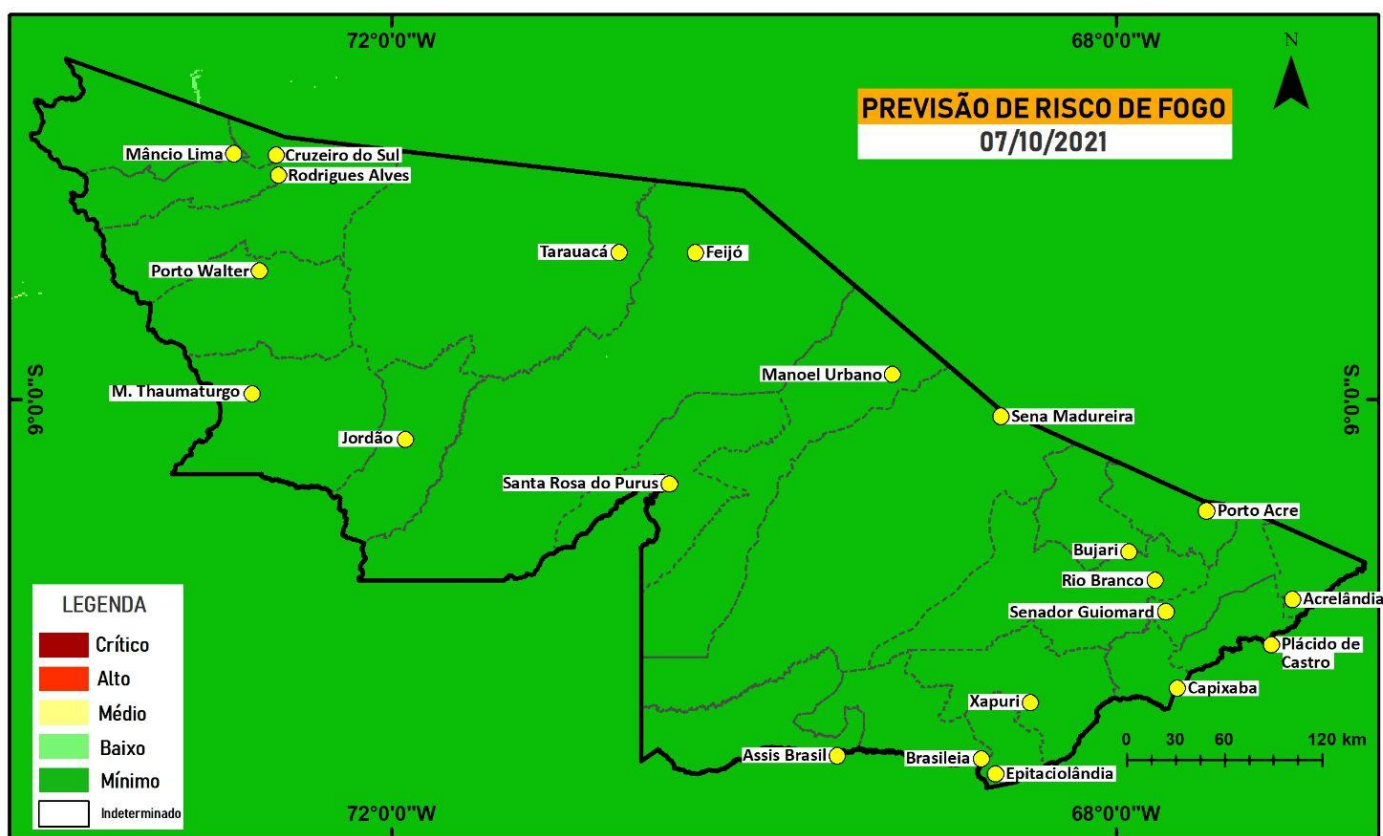 72°0'0"W
68°0'0"W
N
PREVISÃO DE RISCO DE FOGO
07/10/2021
Mâncio Lima
Cruzeiro do Sul
Rodrigues Alves
Tarauacá
Feijó
Porto Walter
Manoel Urbano
9°0'0"S
9°0'0"S
M. Thaumaturgo
Sena Madureira
Jordão
Santa Rosa do Purus
Porto Acre
Bujari
Rio Branco
Acrelândia
Senador Guiomard
Plácido de
Castro
Capixaba
Xapuri
Assis Brasil
Brasileia
Epitaciolândia
LEGENDA
Crítico
Alto
Médio
Baixo
Mínimo
Indeterminado
0 30 60 120 km
72°0'0"W
68°0'0"W